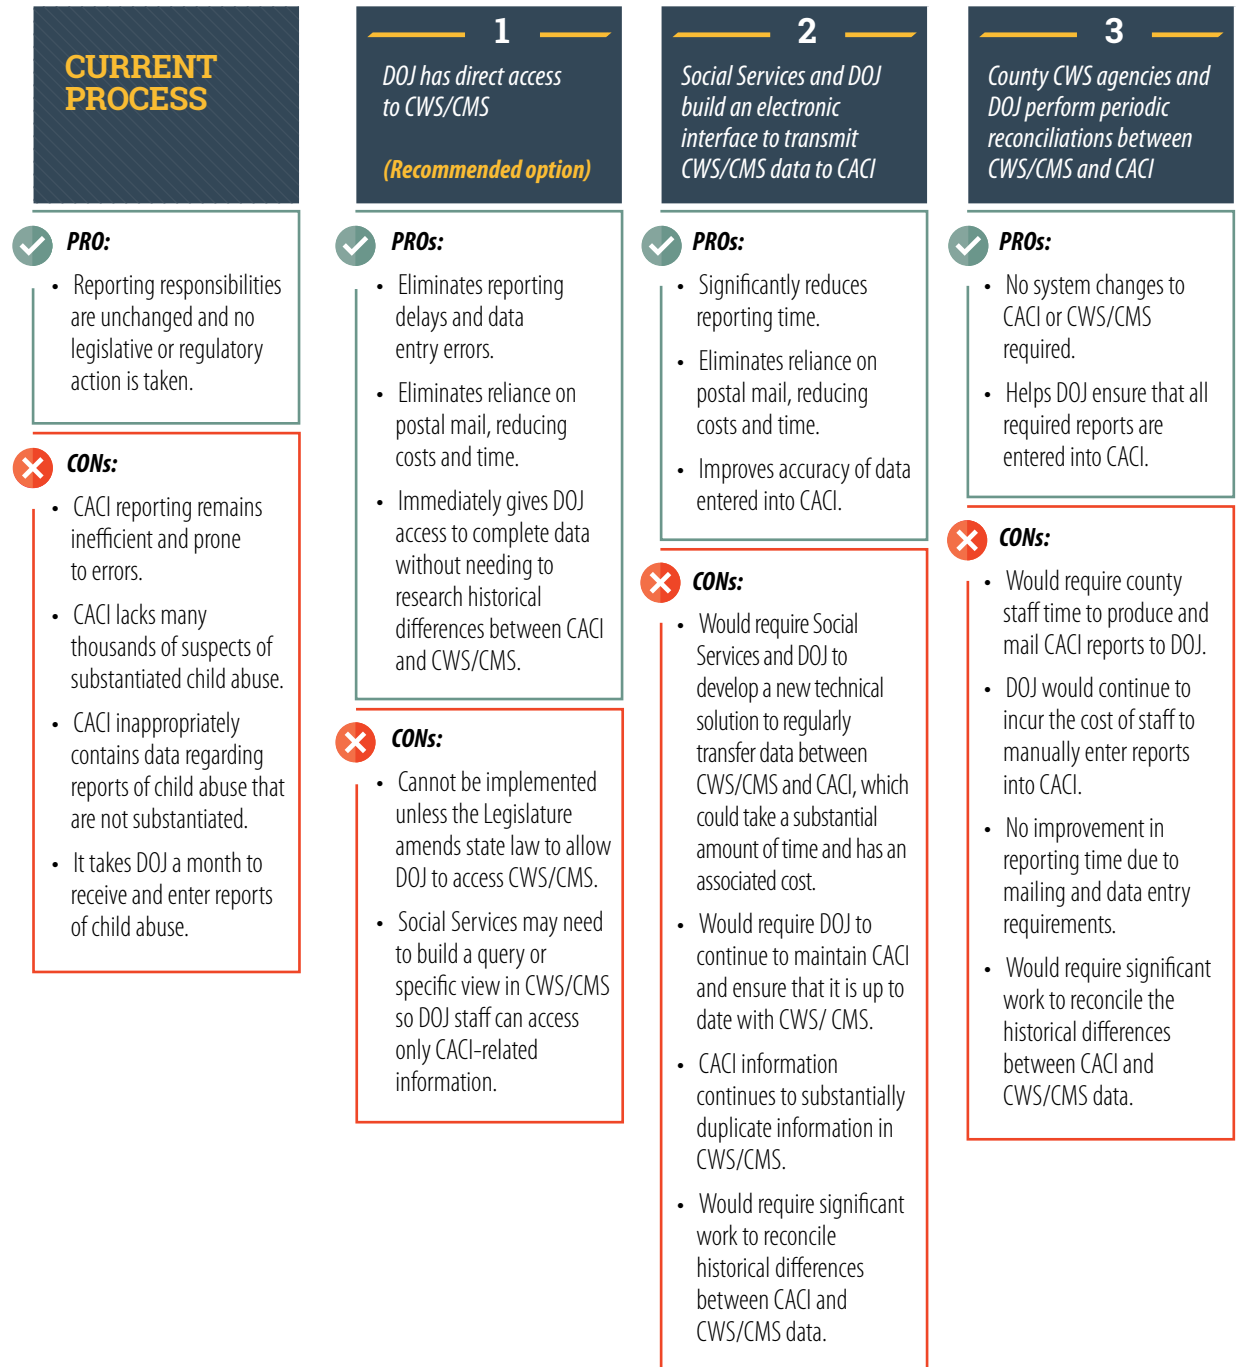 CURRENT
PROCESS
PRO:
• Reporting responsibilities
are unchanged and no
legislative or regulatory
action is taken.
CONs:
• CACI reporting remains
inefficient and prone
to errors.
• CACI lacks many
thousands of suspects of
substantiated child abuse.
• CACI inappropriately
contains data regarding
reports of child abuse that
are not substantiated.
• It takes DOJ a month to
receive and enter reports
of child abuse.
1
DOJ has direct access
to CWS/CMS
(Recommended option)
PROs:
• Eliminates reporting
delays and data
entry errors.
• Eliminates reliance on
postal mail, reducing
costs and time.
• Immediately gives DOJ
access to complete data
without needing to
research historical
differences between CACI
and CWS/CMS.
CONs:
• Cannot be implemented
unless the Legislature
amends state law to allow
DOJ to access CWS/CMS.
• Social Services may need
to build a query or
specific view in CWS/CMS
so DOJ staff can access
only CACI-related
information.
2
Social Services and DOJ
build an electronic
interface to transmit
CWS/CMS data to CACI
PROs:
• Significantly reduces
reporting time.
• Eliminates reliance on
postal mail, reducing
costs and time.
• Improves accuracy of data
entered into CACI.
CONs:
• Would require Social
Services and DOJ to
develop a new technical
solution to regularly
transfer data between
CWS/CMS and CACI, which
could take a substantial
amount of time and has an
associated cost.
• Would require DOJ to
continue to maintain CACI
and ensure that it is up to
date with CWS/ CMS.
• CACI information
continues to substantially
duplicate information in
CWS/CMS.
• Would require significant
work to reconcile
historical differences
between CACI and
CWS/CMS data.
3
County CWS agencies and
DOJ perform periodic
reconciliations between
CWS/CMS and CACI
PROs:
• No system changes to
CACI or CWS/CMS
required.
• Helps DOJ ensure that all
required reports are
entered into CACI.
CONs:
• Would require county
staff time to produce and
mail CACI reports to DOJ.
• DOJ would continue to
incur the cost of staff to
manually enter reports
into CACI.
• No improvement in
reporting time due to
mailing and data entry
requirements.
• Would require significant
work to reconcile the
historical differences
between CACI and
CWS/CMS data.